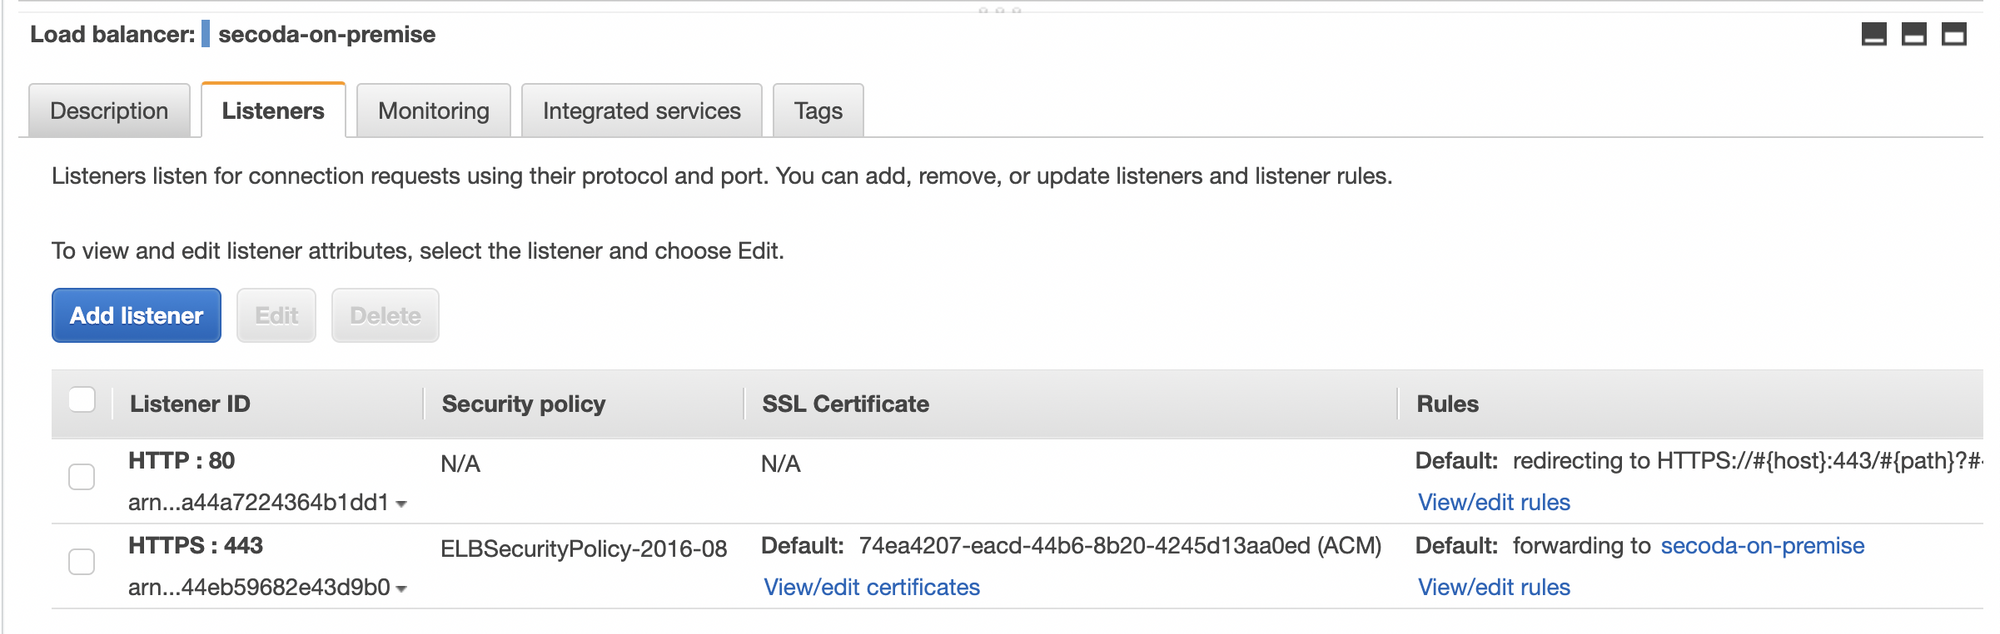 Load balancer: secoda-on-premise
Description Listeners Monitoring Integrated services Tags
Listeners listen for connection requests using their protocol and port. You can add, remove, or update listeners and listener rules.
To view and edit listener attributes, select the listener and choose Edit.
Add listener Edit Delete
Listener ID Security policy SSL Certificate Rules
HTTP : 80 N/A N/A Default: redirecting to HTTPS://#{host}:443/#{path}?#
arn...a44a7224364b1dd1 View/edit rules
HTTPS : 443 ELBSecurityPolicy-2016-08 Default: 74ea4207-eacd-44b6-8b20-4245d13aa0ed (ACM) Default: forwarding to secoda-on-premise
arn...44eb59682e43d9b0 View/edit certificates View/edit rules